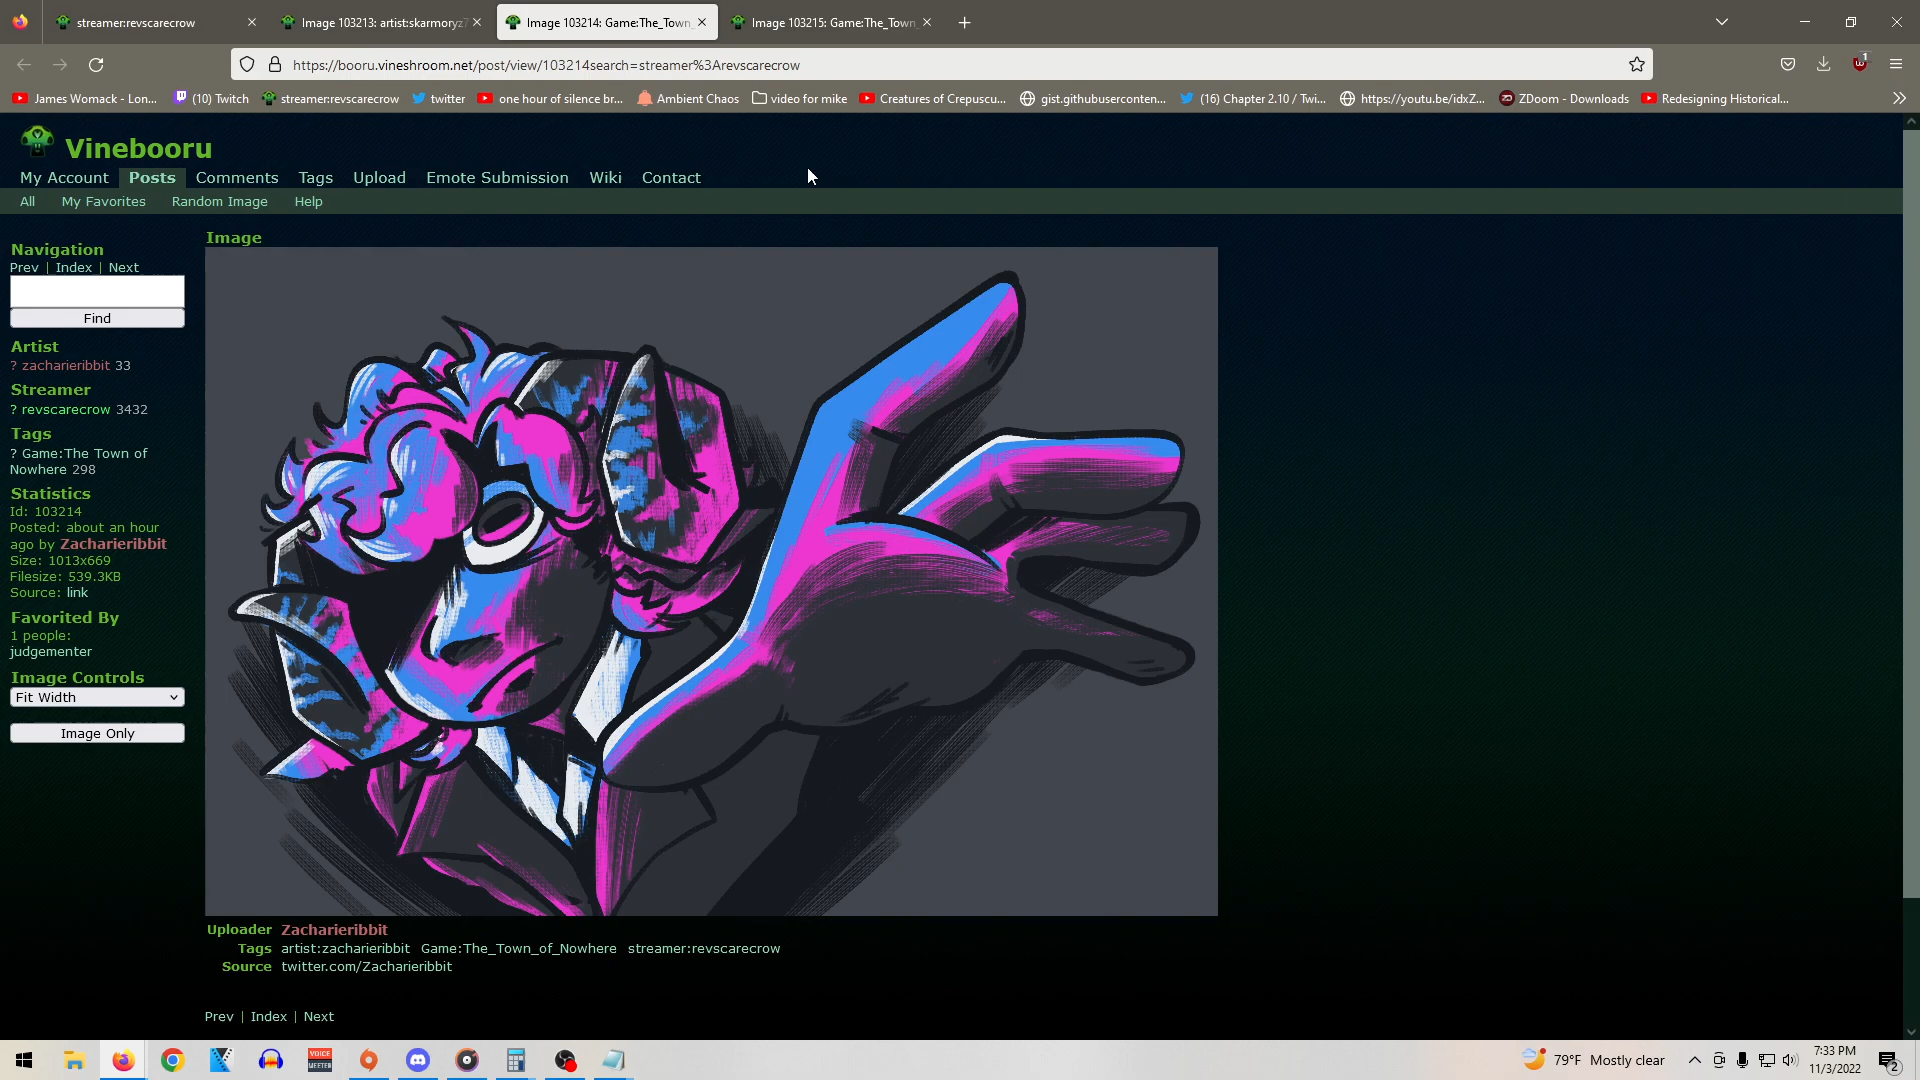 streamer:revscarecrow
Image 103213: artist:skarmoryz7
Image 103214: Game:The_Town_
Image 103215: Game:The_Town_
https://booru.vineshroom.net/post/view/103214search=streamer%3Arevscarecrow
1
James Womack - Lon...
(10) Twitch
streamer:revscarecrow
twitter
one hour of silence br...
Ambient Chaos
video for mike
Creatures of Crepuscu...
gist.githubuserconten...
(16) Chapter 2.10 / Twi...
https://youtu.be/idxZ...
ZDoom - Downloads
Redesigning Historical...
Vinebooru
My Account Posts Comments Tags Upload Emote Submission Wiki Contact
All My Favorites Random Image Help
Navigation
Prev | Index | Next
Find
Artist
? zacharieribbit 33
Streamer
? revscarecrow 3432
Tags
? Game:The Town of
Nowhere 298
Statistics
Id: 103214
Posted: about an hour
ago by Zacharieribbit
Size: 1013x669
Filesize: 539.3KB
Source: link
Favorited By
1 people:
judgementer
Image Controls
Fit Width
Image Only
Image
Uploader Zacharieribbit
Tags artist:zacharieribbit Game:The_Town_of_Nowhere streamer:revscarecrow
Source twitter.com/Zacharieribbit
Prev | Index | Next
VOICE
MEETER
79°F Mostly clear
7:33 PM
11/3/2022
2